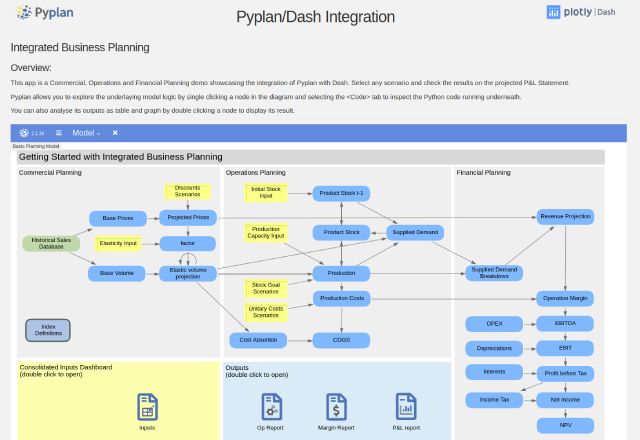 Pyplan
Pyplan/Dash Integration
plotly | Dash
Integrated Business Planning
Overview:
This app is a Commercial, Operations and Financial Planning demo showcasing the integration of Pyplan with Dash. Select any scenario and check the results on the projected P&L Statement.
Pyplan allows you to explore the underlaying model logic by single clicking a node in the diagram and selecting the <Code> tab to inspect the Python code running underneath.
You can also analyse its outputs as table and graph by double clicking a node to display its result.
Model
Basic Planning Model
Getting Started with Integrated Business Planning
Commercial Planning
Discounts
Scenarios
Base Prices
Projected Prices
Historical Sales
Database
Elasticity Input
factor
Base Volume
Elastic volume
projection
Index
Definitions
Operations Planning
Initial Stock
Input
Product Stock t-1
Production
Capacity Input
Product Stock
Supplied Demand
Production
Stock Goal
Scenarios
Production Costs
Unitary Costs
Scenarios
Cost Absortion
COGS
Financial Planning
Revenue Projection
Supplied Demand
Breakdown
Operation Margin
OPEX
EBITDA
Depreciations
EBIT
Interests
Profit before Tax
Income Tax
Net Income
NPV
Consolidated Inputs Dashboard
(double click to open)
Inputs
Outputs
(double click to open)
Op Report
Margin Report
P&L report